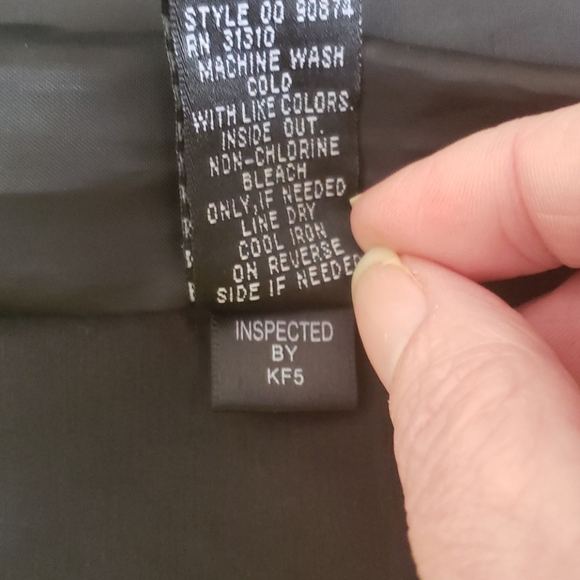 STYLE 00 90874
RN 31310
MACHINE WASH
COLD
WITH LIKE COLORS.
INSIDE OUT.
NON-CHLORINE
BLEACH
ONLY, IF NEEDED
LINE DRY
COOL IRON
ON REVERSE
SIDE IF NEEDED
INSPECTED
BY
KF5